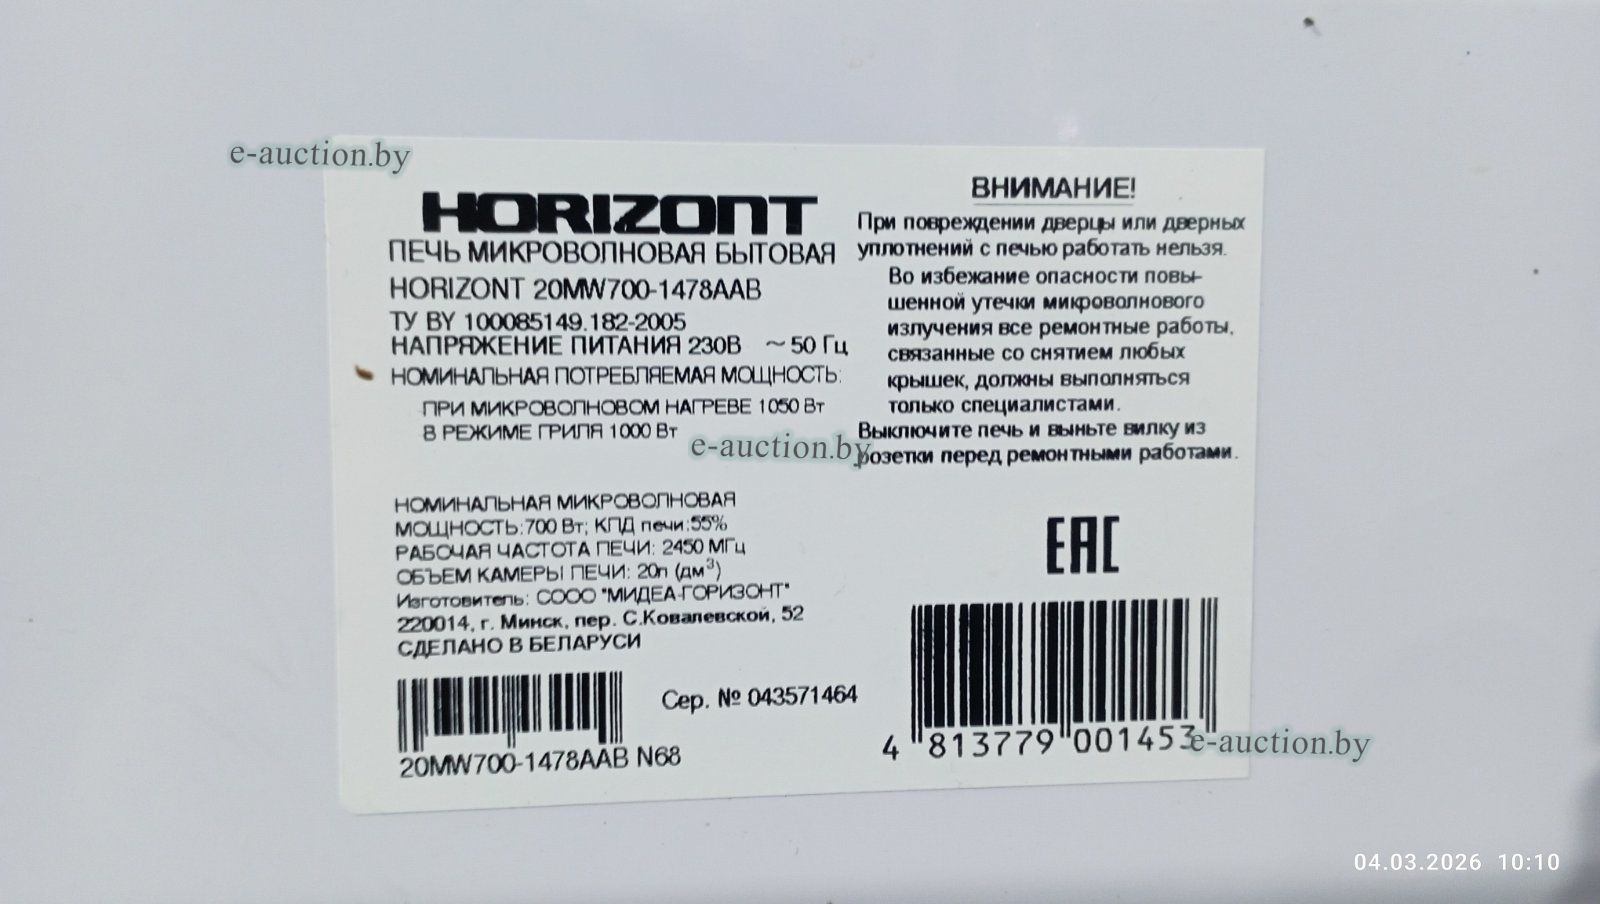 e-auction.by
HORIZONT
ПЕЧЬ МИКРОВОЛНОВАЯ БЫТОВАЯ
HORIZONT 20MW700-1478AAB
ТУ BY 100085149.182-2005
НАПРЯЖЕНИЕ ПИТАНИЯ 230В ~ 50 Гц
НОМИНАЛЬНАЯ ПОТРЕБЛЯЕМАЯ МОЩНОСТЬ:
ПРИ МИКРОВОЛНОВОМ НАГРЕВЕ 1050 Вт
В РЕЖИМЕ ГРИЛЯ 1000 Вт
e-auction.by
НОМИНАЛЬНАЯ МИКРОВОЛНОВАЯ
МОЩНОСТЬ:700 Вт; КПД печи:55%
РАБОЧАЯ ЧАСТОТА ПЕЧИ: 2450 МГц
ОБЪЕМ КАМЕРЫ ПЕЧИ: 20л (дм³)
Изготовитель: СООО "МИДЕА-ГОРИЗОНТ"
220014, г. Минск, пер. С.Ковалевской, 52
СДЕЛАНО В БЕЛАРУСИ
Сер. № 043571464
20MW700-1478AAB N68
ВНИМАНИЕ!
При повреждении дверцы или дверных
уплотнений с печью работать нельзя.
Во избежание опасности повы-
шенной утечки микроволнового
излучения все ремонтные работы,
связанные со снятием любых
крышек, должны выполняться
только специалистами.
Выключите печь и выньте вилку из
розетки перед ремонтными работами.
EAC
4 813779 001453
e-auction.by
04.03.2026 10:10